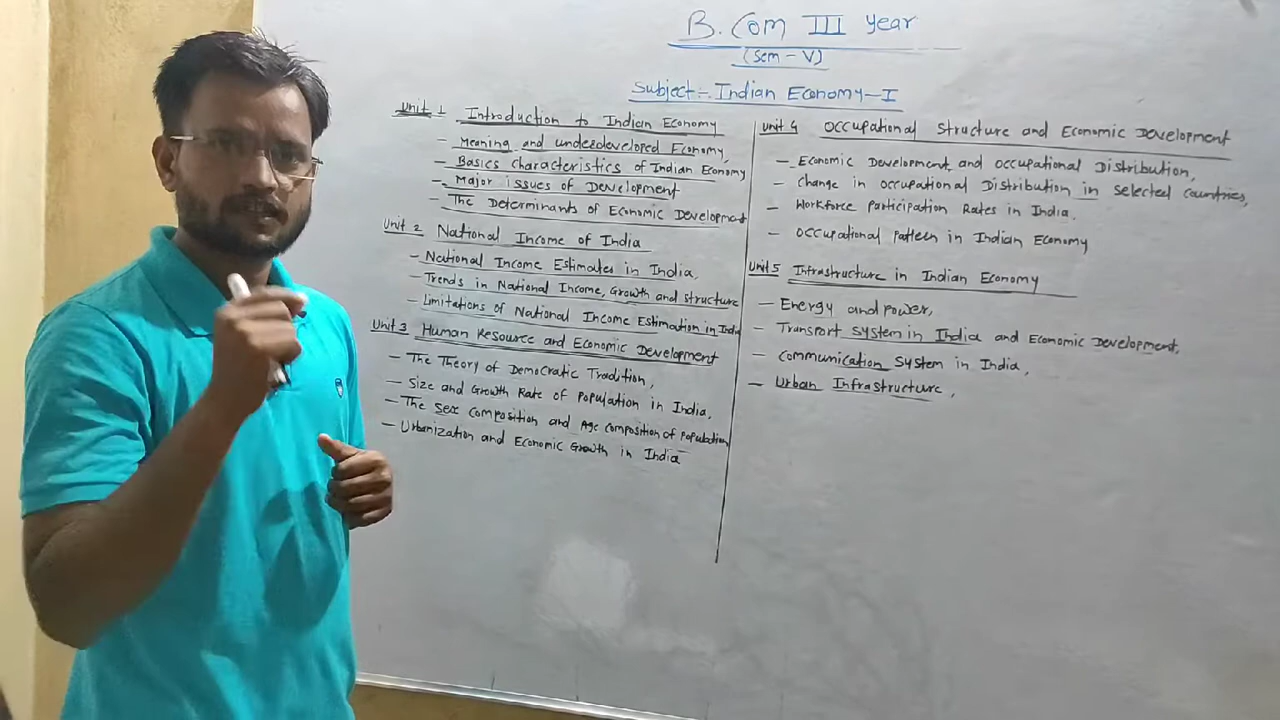 B. Com III year
(Sem - V)
Subject :- Indian Economy - I
Unit 1 Introduction to Indian Economy
- Meaning and underdeveloped Economy,
- Basics characteristics of Indian Economy
- Major issues of Development
- The Determinants of Economic Development
Unit 2 National Income of India
- National Income Estimates in India,
- Trends in National Income, Growth and structure
- Limitations of National Income Estimation in India
Unit 3 Human Resource and Economic Development
- The Theory of Democratic Tradition,
- Size and Growth Rate of Population in India,
- The Sex Composition and Age Composition of Population
- Urbanization and Economic Growth in India
Unit 4 Occupational Structure and Economic Development
- Economic Development and occupational Distribution,
- Change in occupational Distribution in selected countries,
- Workforce Participation Rates in India.
- Occupational patteen in Indian Economy
Unit 5 Infrastructure in Indian Economy
- Energy and power,
- Transport system in India and Economic Development,
- Communication System in India,
- Urban Infrastructure,